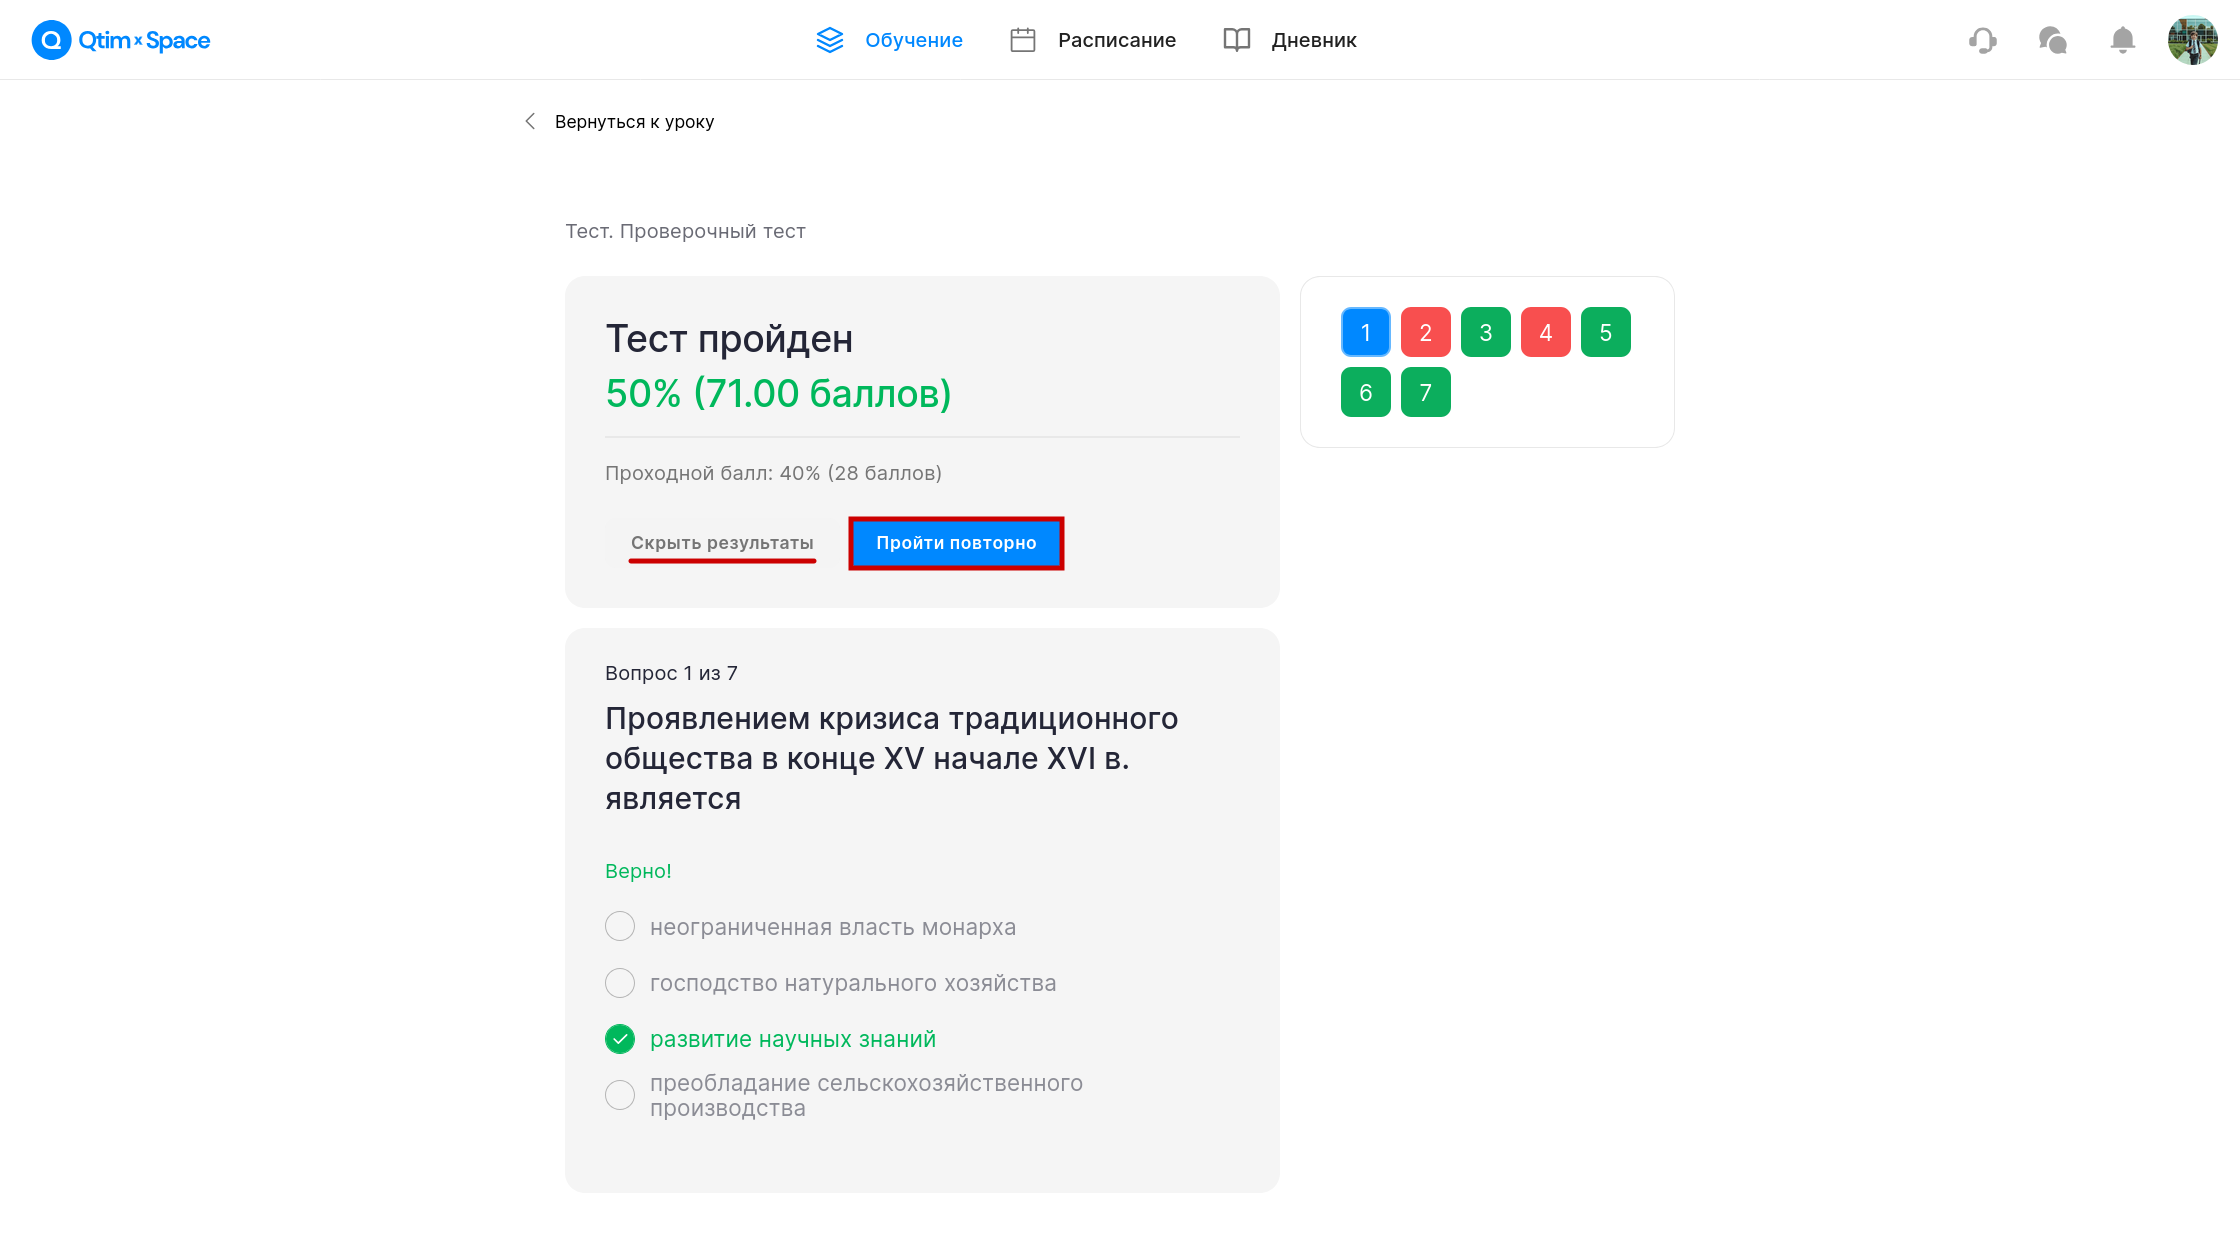 Qtim x Space
Обучение
Расписание
Дневник
Вернуться к уроку
Тест. Проверочный тест
Тест пройден
50% (71.00 баллов)
Проходной балл: 40% (28 баллов)
Скрыть результаты
Пройти повторно
1 2 3 4 5
6 7
Вопрос 1 из 7
Проявлением кризиса традиционного
общества в конце XV начале XVI в.
является
Верно!
неограниченная власть монарха
господство натурального хозяйства
развитие научных знаний
преобладание сельскохозяйственного
производства